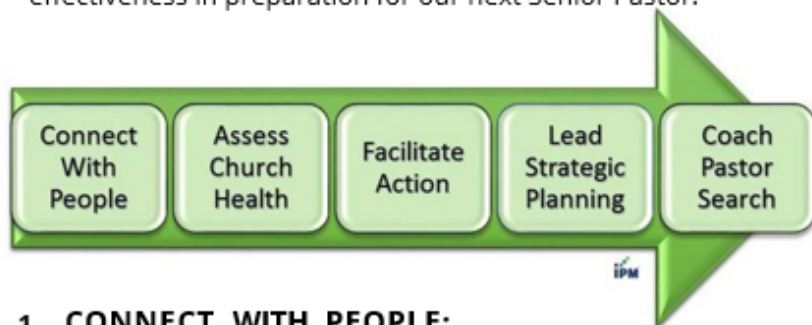 effectiveness in preparation for our next Senior Pastor.
Connect
With
People
Assess
Church
Health
Facilitate
Action
Lead
Strategic
Planning
Coach
Pastor
Search
iPM
1. CONNECT WITH PEOPLE: